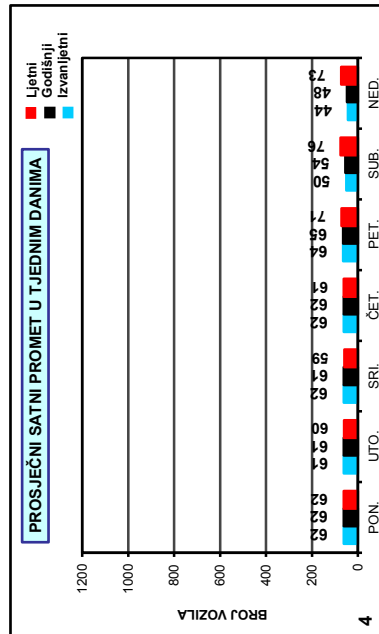 PROSJEČNI SATNI PROMET U TJEDNIM DANIMA
Ljetni
Godišnji
Izvanljetni
BROJ VOZILA
1200
1000
800
600
400
200
0
62 62 62
61 61 60
62 61 59
62 62 61
64 65 71
50 54 76
44 48 73
PON. UTO. SRI. ČET. PET. SUB. NED.
4